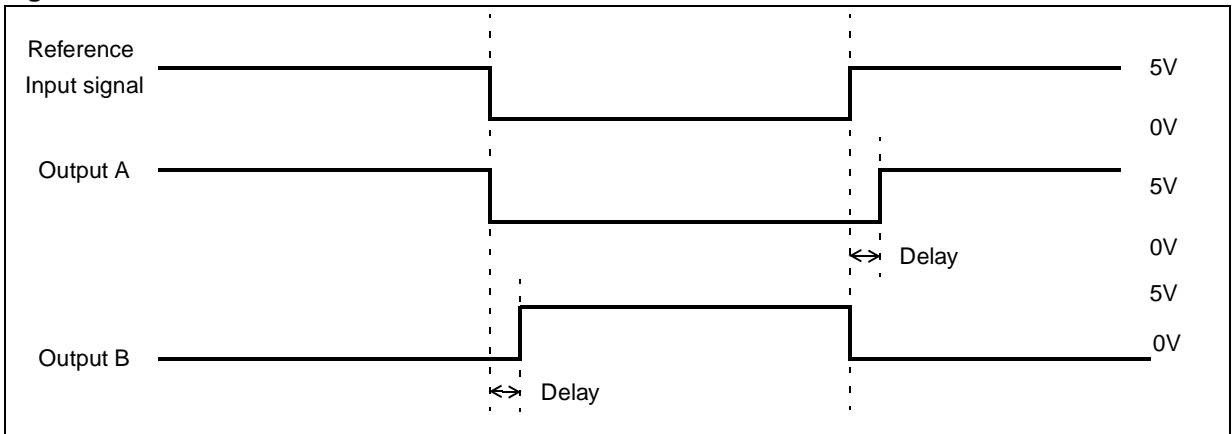 Reference
Input signal
5V
0V
Output A
5V
0V
Delay
5V
Output B
0V
Delay